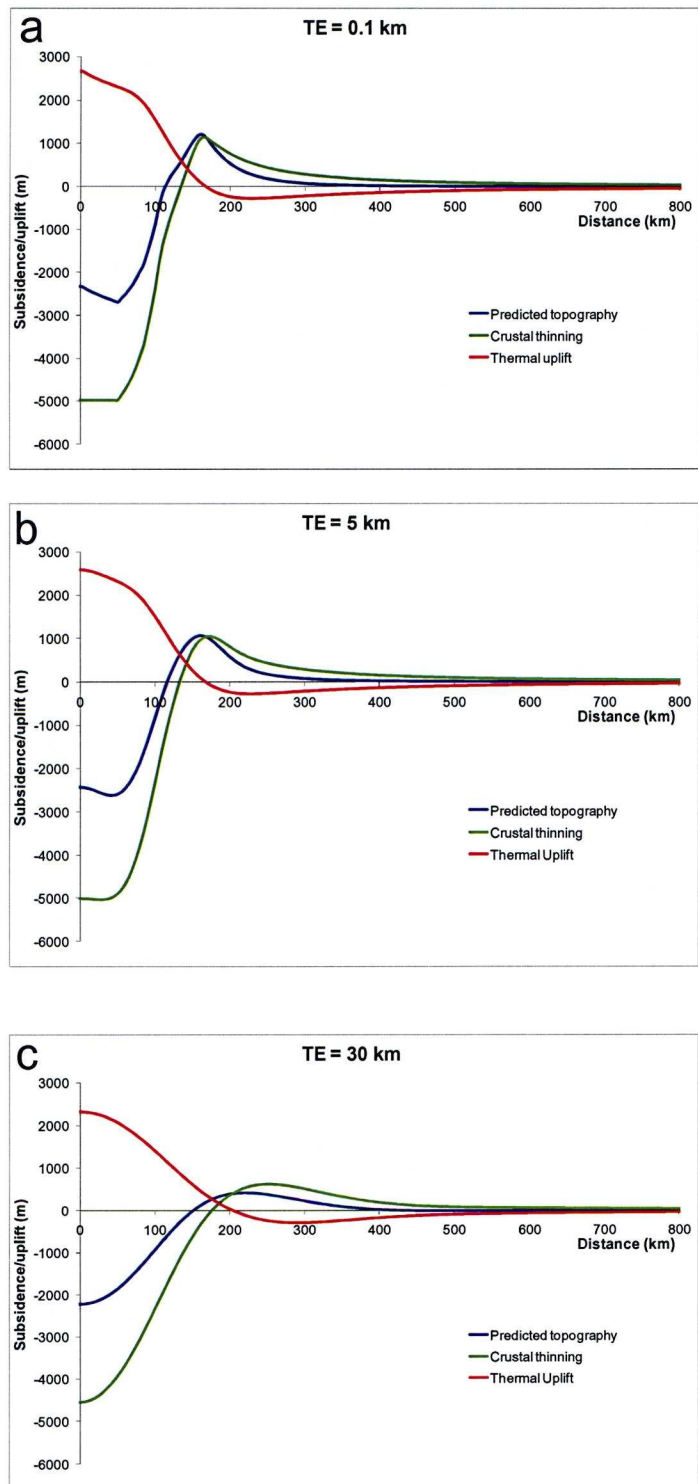 a
TE = 0.1 km
3000
2000
1000
0
-1000
-2000
-3000
-4000
-5000
-6000
Subsidence/uplift (m)
0 100 200 300 400 500 600 700 800
Distance (km)
Predicted topography
Crustal thinning
Thermal uplift
b
TE = 5 km
3000
2000
1000
0
-1000
-2000
-3000
-4000
-5000
-6000
Subsidence/uplift (m)
0 100 200 300 400 500 600 700 800
Distance (km)
Predicted topography
Crustal thinning
Thermal Uplift
c
TE = 30 km
3000
2000
1000
0
-1000
-2000
-3000
-4000
-5000
-6000
Subsidence/uplift (m)
0 100 200 300 400 500 600 700 800
Distance (km)
Predicted topography
Crustal thinning
Thermal Uplift